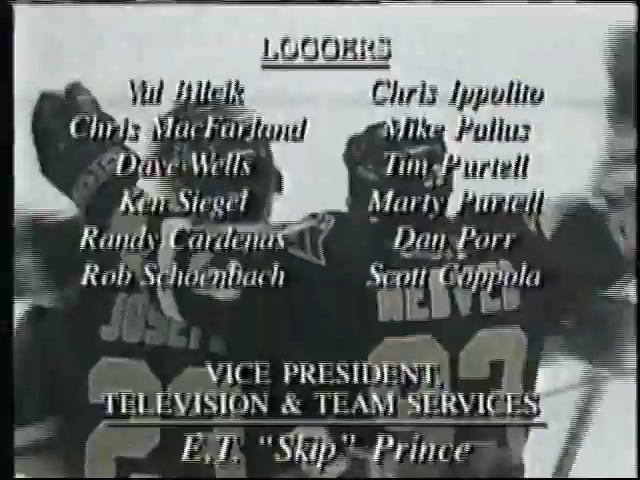 LOGGERS
Chris Ippolito
Chris MacFarland
Dave Wells
Tim Purtell
Ken Siegel
Marty Purtell
Randy Cardenas
Dan Porr
Rob Schoenbach
Scott Coppola
VICE PRESIDENT,
TELEVISION & TEAM SERVICES
E.T. "Skip" Prince